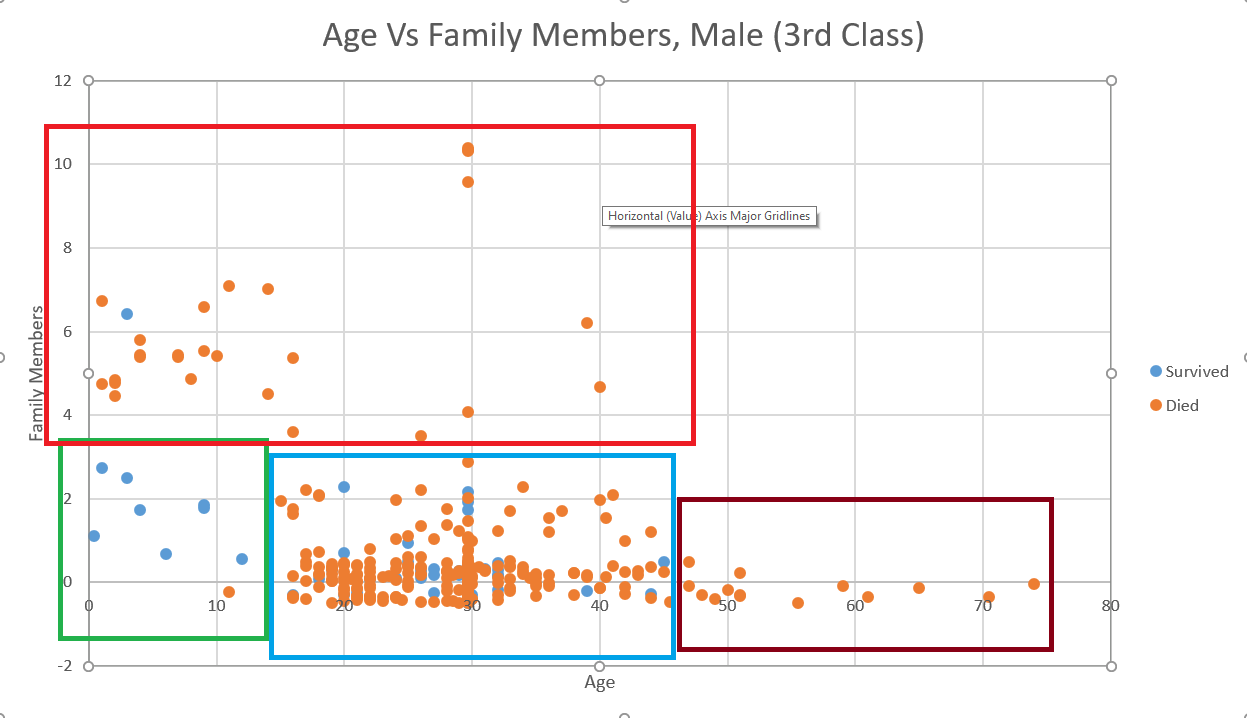 Age Vs Family Members, Male (3rd Class)
12
10
8
6
4
2
0
-2
Family Members
Horizontal (Value) Axis Major Gridlines
0
20
30
40
50
60
70
80
Age
Survived
Died